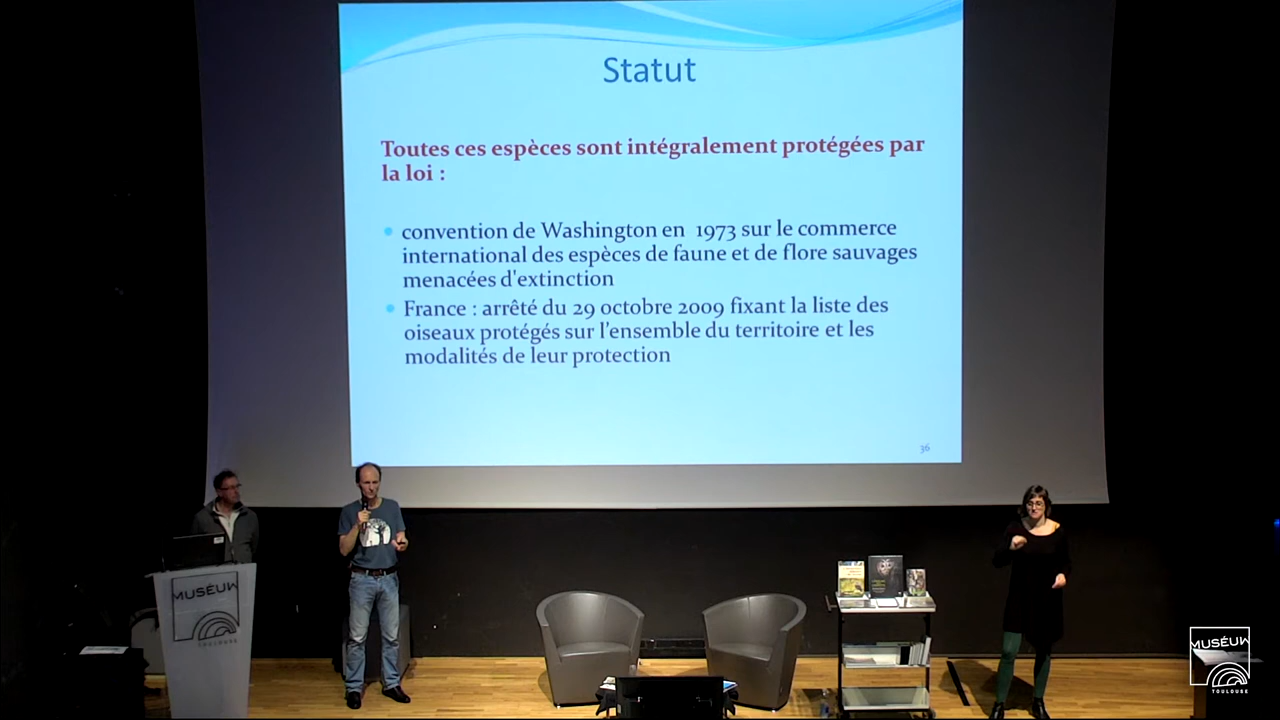 Statut
Toutes ces espèces sont intégralement protégées par
la loi :
convention de Washington en 1973 sur le commerce
international des espèces de faune et de flore sauvages
menacées d'extinction
France : arrêté du 29 octobre 2009 fixant la liste des
oiseaux protégés sur l'ensemble du territoire et les
modalités de leur protection
36
MUSÉUM
TOULOUSE
MUSÉUM
TOULOUSE